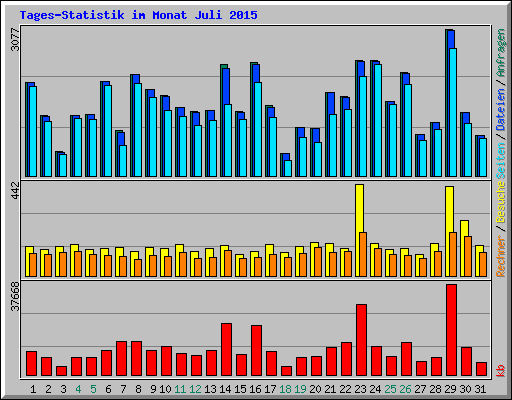 Tages-Statistik im Monat Juli 2015
3077
Seiten / Dateien / Anfragen
442
Rechner / Besuche
37668
kb
1 2 3 4 5 6 7 8 9 10 11 12 13 14 15 16 17 18 19 20 21 22 23 24 25 26 27 28 29 30 31